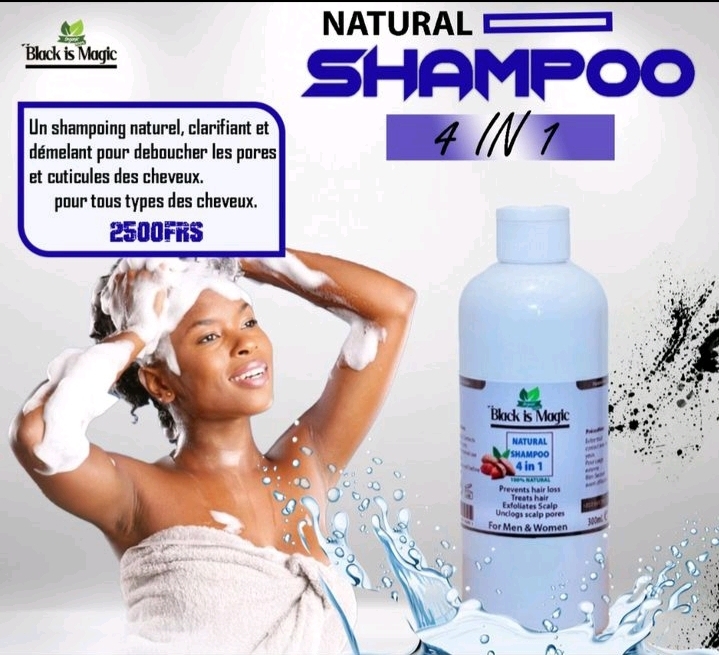 Organic
Black is Magic
NATURAL
SHAMPOO
4 IN 1
Un shampoing naturel, clarifiant et
démelant pour deboucher les pores
et cuticules des cheveux.
pour tous types des cheveux.
2500FRS
Black is Magic
NATURAL
SHAMPOO
4 in 1
100% NATURAL
Prevents hair loss
Treats hair
Exfoliates Scalp
Unclogs scalp pores
For Men & Women
300mL